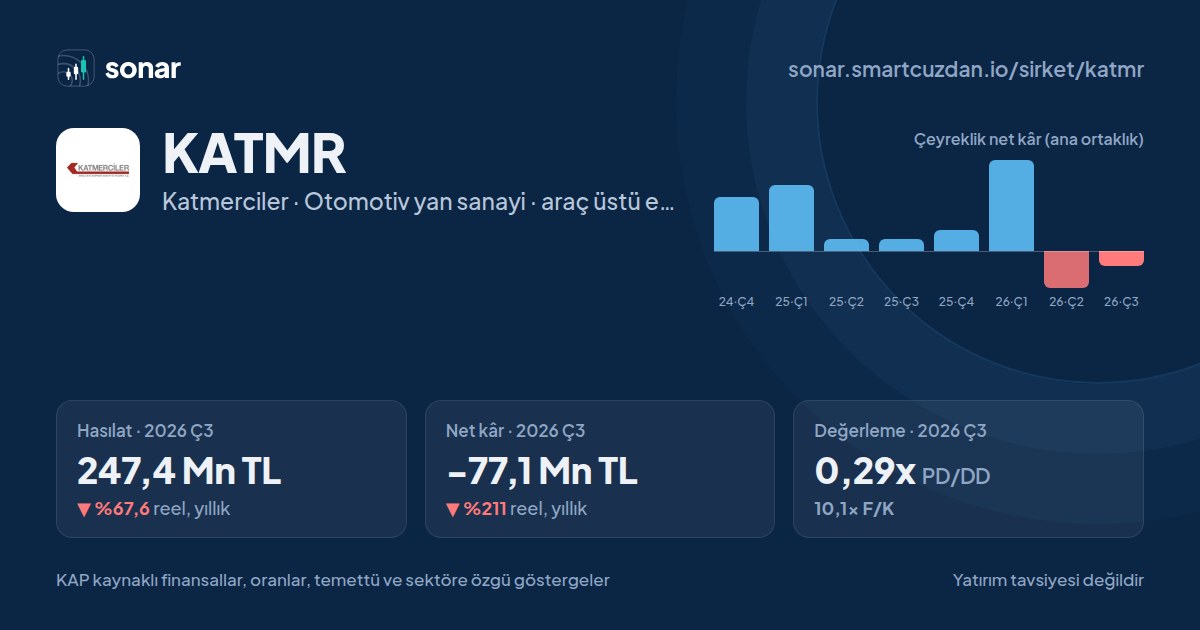 sonar
sonar.smartcuzdan.io/sirket/katmr
KATMERCİLER
KATMR
Katmerciler · Otomotiv yan sanayi · araç üstü e…
Çeyreklik net kâr (ana ortaklık)
24-Ç4 25-Ç1 25-Ç2 25-Ç3 25-Ç4 26-Ç1 26-Ç2 26-Ç3
Hasılat · 2026 Ç3
247,4 Mn TL
▼ %67,6 reel, yıllık
Net kâr · 2026 Ç3
−77,1 Mn TL
▼ %211 reel, yıllık
Değerleme · 2026 Ç3
0,29x PD/DD
10,1× F/K
KAP kaynaklı finansallar, oranlar, temettü ve sektöre özgü göstergeler
Yatırım tavsiyesi değildir